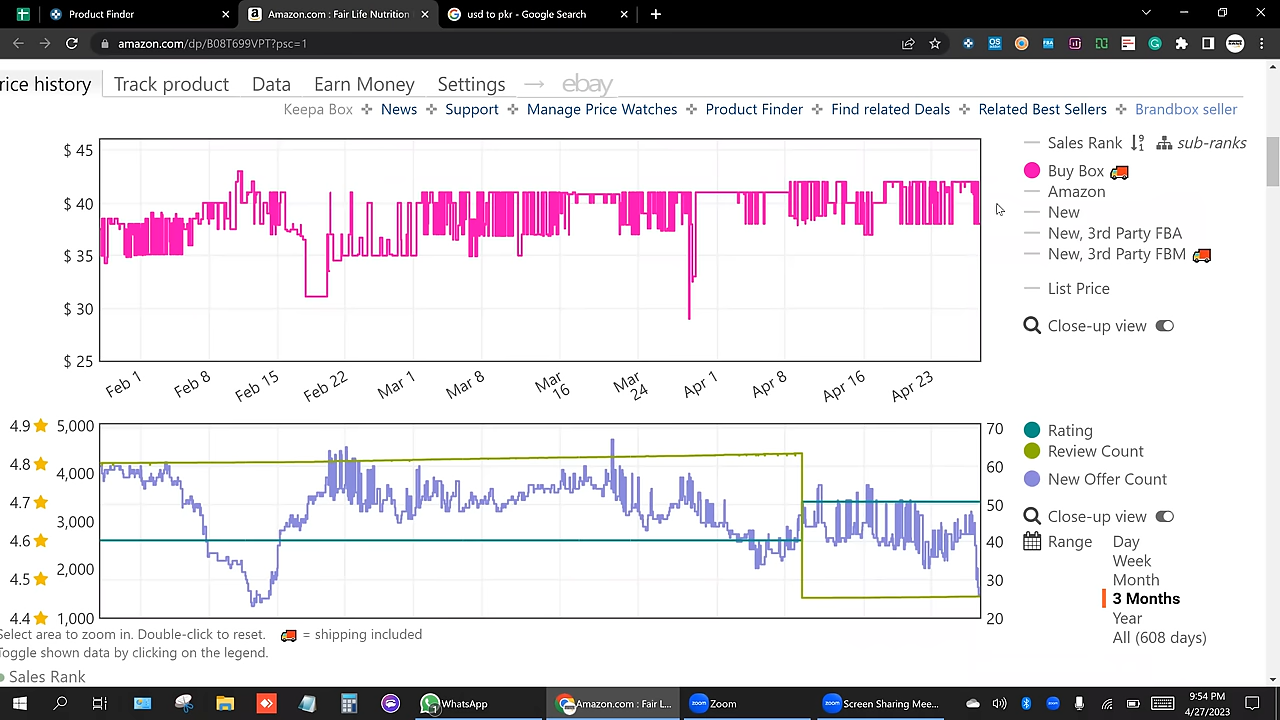 Product Finder
Amazon.com : Fair Life Nutrition
usd to pkr - Google Search
amazon.com/dp/B08T699VPT?psc=1
rice history
Track product
Data
Earn Money
Settings
ebay
Keepa Box
News
Support
Manage Price Watches
Product Finder
Find related Deals
Related Best Sellers
Brandbox seller
$ 45
$ 40
$ 35
$ 30
$ 25
Feb 1
Feb 8
Feb 15
Feb 22
Mar 1
Mar 8
Mar 16
Mar 24
Apr 1
Apr 8
Apr 16
Apr 23
Sales Rank
sub-ranks
Buy Box
Amazon
New
New, 3rd Party FBA
New, 3rd Party FBM
List Price
Close-up view
4.9
4.8
4.7
4.6
4.5
4.4
5,000
4,000
3,000
2,000
1,000
70
60
50
40
30
20
Rating
Review Count
New Offer Count
Close-up view
Range
Day
Week
Month
3 Months
Year
All (608 days)
Select area to zoom in. Double-click to reset.
= shipping included
Toggle shown data by clicking on the legend.
Sales Rank
WhatsApp
Amazon.com : Fair L...
Zoom
Screen Sharing Mee...
9:54 PM
4/27/2023